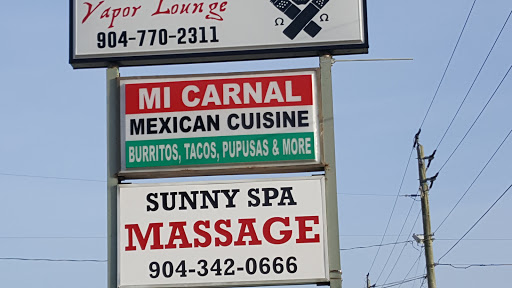 Vapor Lounge
904-770-2311
MI CARNAL
MEXICAN CUISINE
BURRITOS, TACOS, PUPUSAS & MORE
SUNNY SPA
MASSAGE
904-342-0666